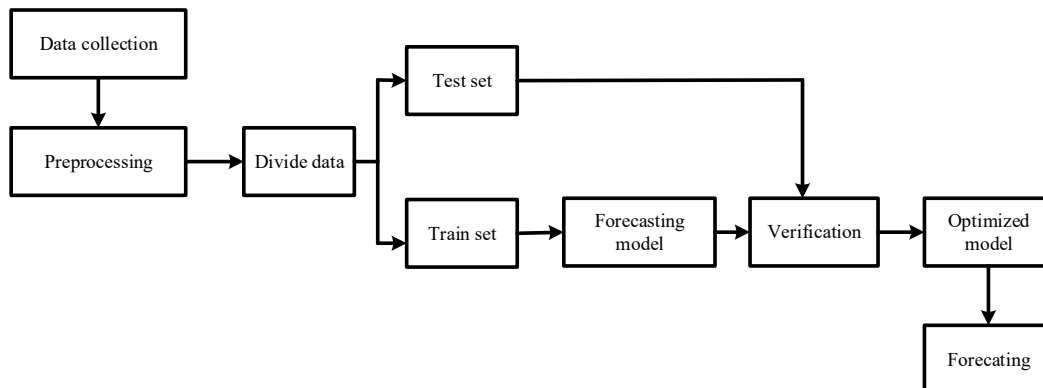 Data collection
Preprocessing
Divide data
Test set
Train set
Forecasting
model
Verification
Optimized
model
Forecating